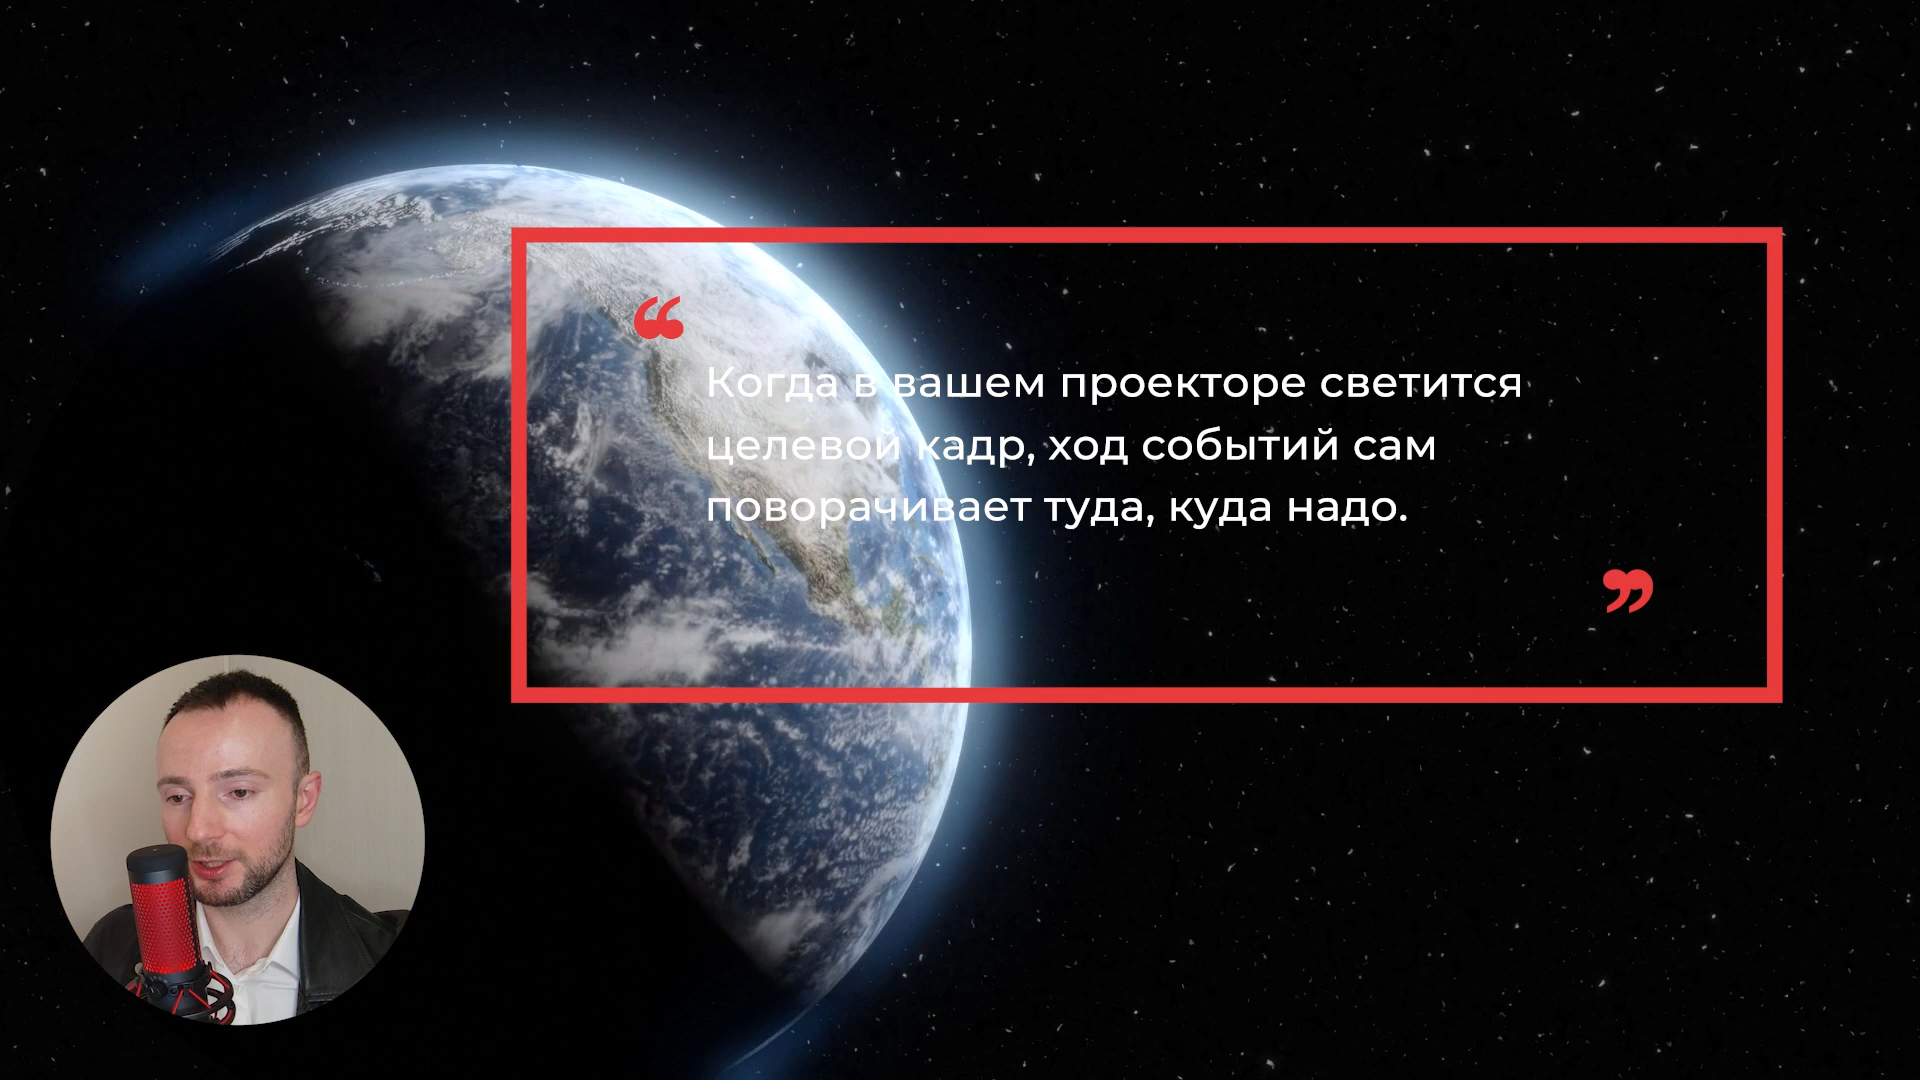 “
Когда в вашем проекторе светится
целевой кадр, ход событий сам
поворачивает туда, куда надо.
”